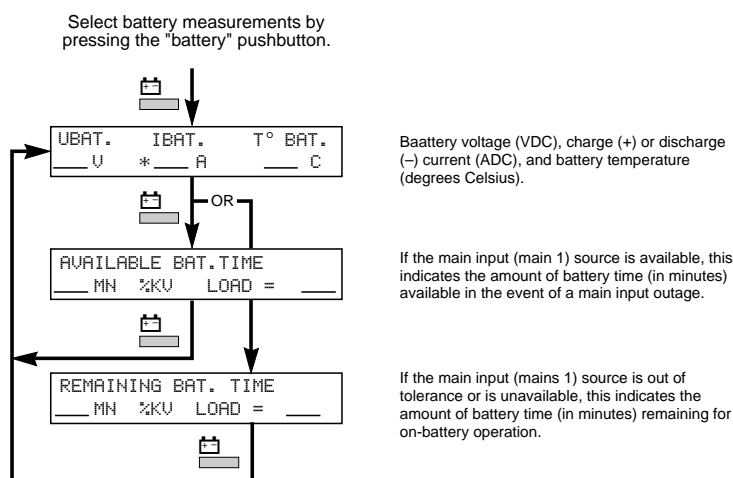 Select battery measurements by
pressing the "battery" pushbutton.
+ -
UBAT. IBAT. T° BAT.
___ V *___ A ___ C
Baattery voltage (VDC), charge (+) or discharge
(–) current (ADC), and battery temperature
(degrees Celsius).
+ -
OR
AVAILABLE BAT.TIME
___ MN %KV LOAD = ___
If the main input (main 1) source is available, this
indicates the amount of battery time (in minutes)
available in the event of a main input outage.
+ -
REMAINING BAT. TIME
___ MN %KV LOAD = ___
If the main input (mains 1) source is out of
tolerance or is unavailable, this indicates the
amount of battery time (in minutes) remaining for
on-battery operation.
+ -